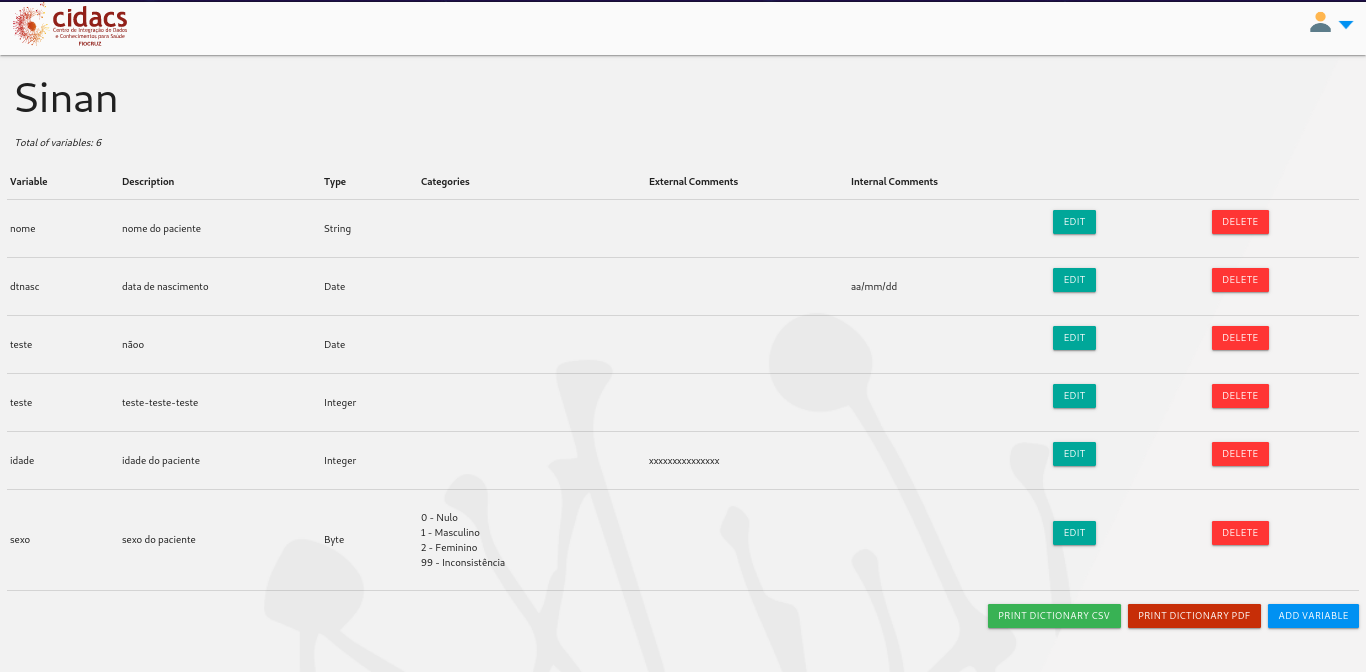 cidacs
Centro de Integração de Dados
e Conhecimentos para Saúde
FIOCRUZ
Sinan
Total of variables: 6
Variable Description Type Categories External Comments Internal Comments
nome nome do paciente String EDIT DELETE
dtnasc data de nascimento Date aa/mm/dd EDIT DELETE
teste nãoo Date EDIT DELETE
teste teste-teste-teste Integer EDIT DELETE
idade idade do paciente Integer xxxxxxxxxxxxxxx EDIT DELETE
sexo sexo do paciente Byte
0 - Nulo
1 - Masculino
2 - Feminino
99 - Inconsistência
EDIT DELETE
PRINT DICTIONARY CSV PRINT DICTIONARY PDF ADD VARIABLE